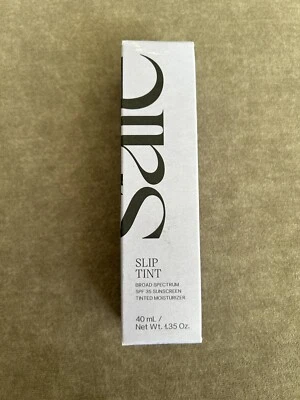 Saie
SLIP
TINT
BROAD SPECTRUM
SPF 35 SUNSCREEN
TINTED MOISTURIZER
40 mL /
Net Wt. 1.35 Oz.